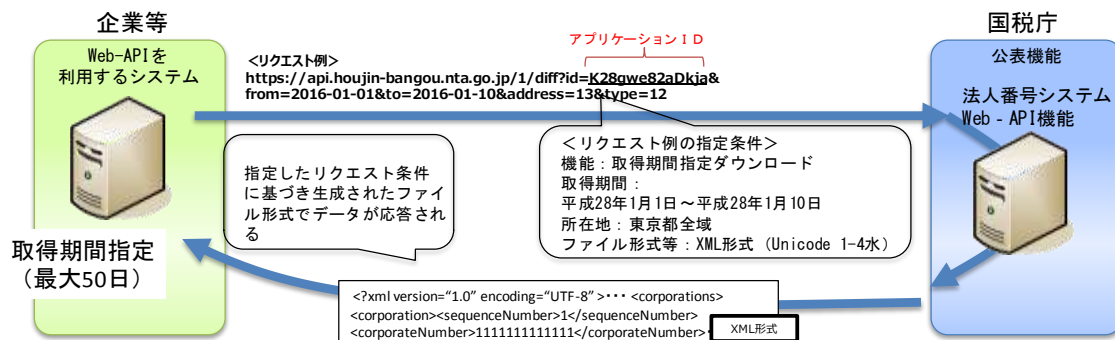 企業等
国税庁
Web-APIを
利用するシステム
アプリケーションＩＤ
＜リクエスト例＞
https://api.houjin-bangou.nta.go.jp/1/diff?id=K28gwe82aDkja&
from=2016-01-01&to=2016-01-10&address=13&type=12
公表機能
法人番号システム
Web‐API機能
指定したリクエスト条件
に基づき生成されたファ
イル形式でデータが応答され
る
＜リクエスト例の指定条件＞
機能：取得期間指定ダウンロード
取得期間：
平成28年1月1日～平成28年1月10日
所在地：東京都全域
ファイル形式等：XML形式（Unicode 1-4水）
取得期間指定
（最大50日）
<?xml version=“1.0” encoding=“UTF-8” >･･･ <corporations>
<corporation><sequenceNumber>1</sequenceNumber>
<corporateNumber>1111111111111</corporateNumber>･
XML形式